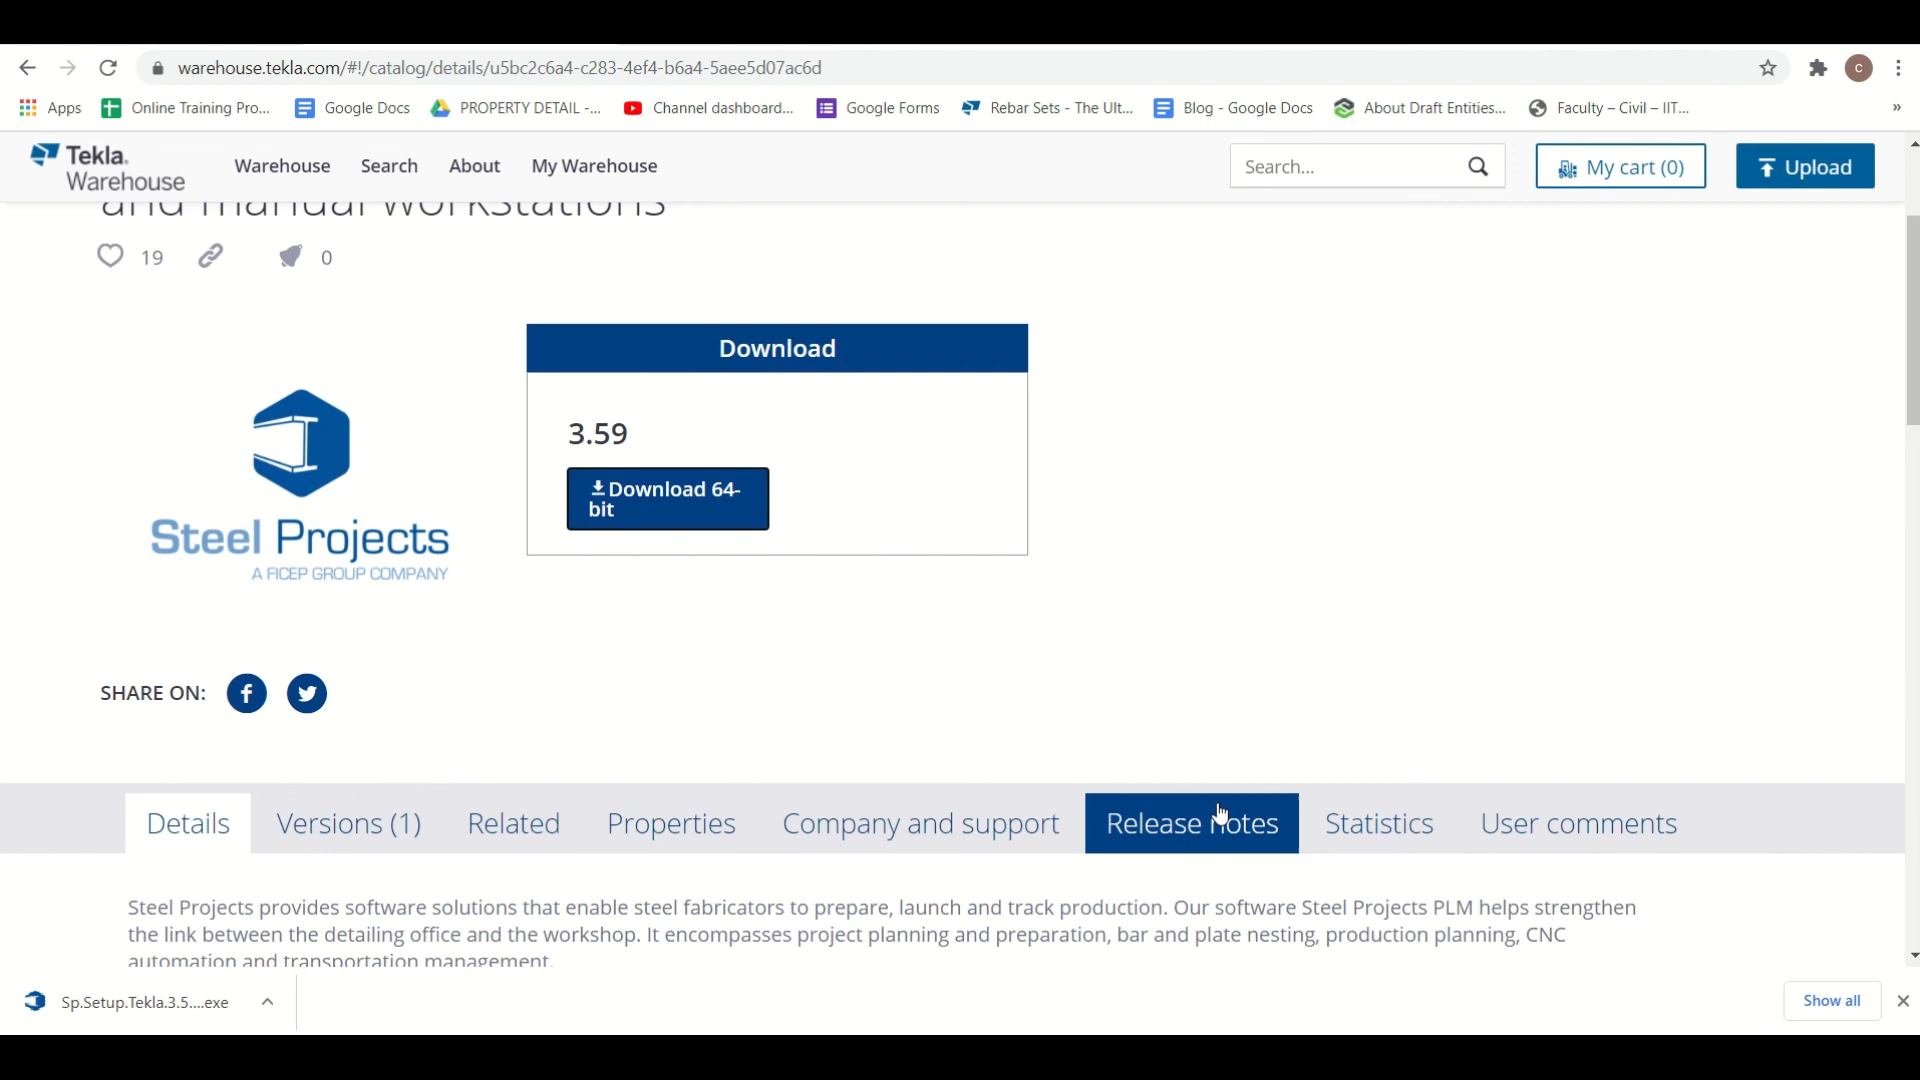 warehouse.tekla.com/#!/catalog/details/u5bc2c6a4-c283-4ef4-b6a4-5aee5d07ac6d
C
Apps Online Training Pro... Google Docs PROPERTY DETAIL -... Channel dashboard... Google Forms Rebar Sets - The Ult... Blog - Google Docs About Draft Entities... Faculty – Civil – IIT... »
Tekla. Warehouse Search About My Warehouse Search... My cart (0) Upload
Warehouse
and manual workstations
19 0
Download
3.59
Download 64-
bit
Steel Projects
A FICEP GROUP COMPANY
SHARE ON:
Details Versions (1) Related Properties Company and support Release notes Statistics User comments
Steel Projects provides software solutions that enable steel fabricators to prepare, launch and track production. Our software Steel Projects PLM helps strengthen
the link between the detailing office and the workshop. It encompasses project planning and preparation, bar and plate nesting, production planning, CNC
automation and transportation management.
Sp.Setup.Tekla.3.5....exe Show all